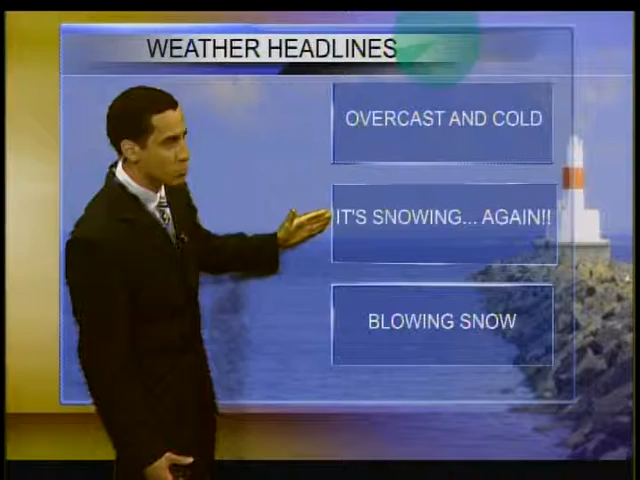 WEATHER HEADLINES
OVERCAST AND COLD
IT'S SNOWING... AGAIN!!
BLOWING SNOW